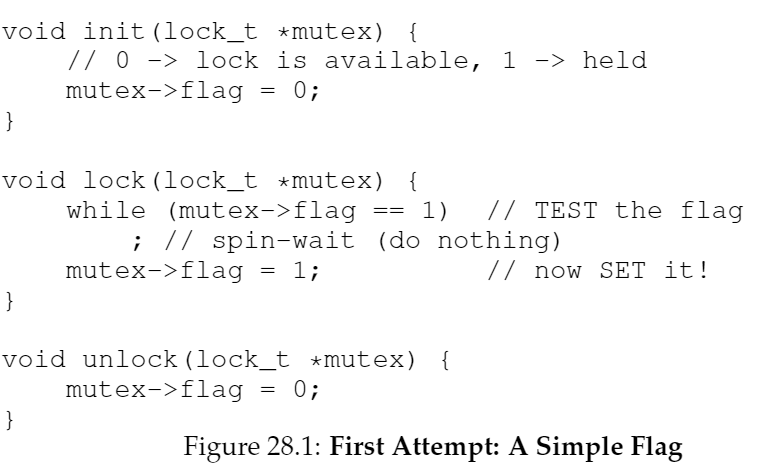 void init(lock_t *mutex) {
    // 0 -> lock is available, 1 -> held
    mutex->flag = 0;
}
void lock(lock_t *mutex) {
    while (mutex->flag == 1)  // TEST the flag
        ; // spin-wait (do nothing)
    mutex->flag = 1;          // now SET it!
}
void unlock(lock_t *mutex) {
    mutex->flag = 0;
}
Figure 28.1: First Attempt: A Simple Flag